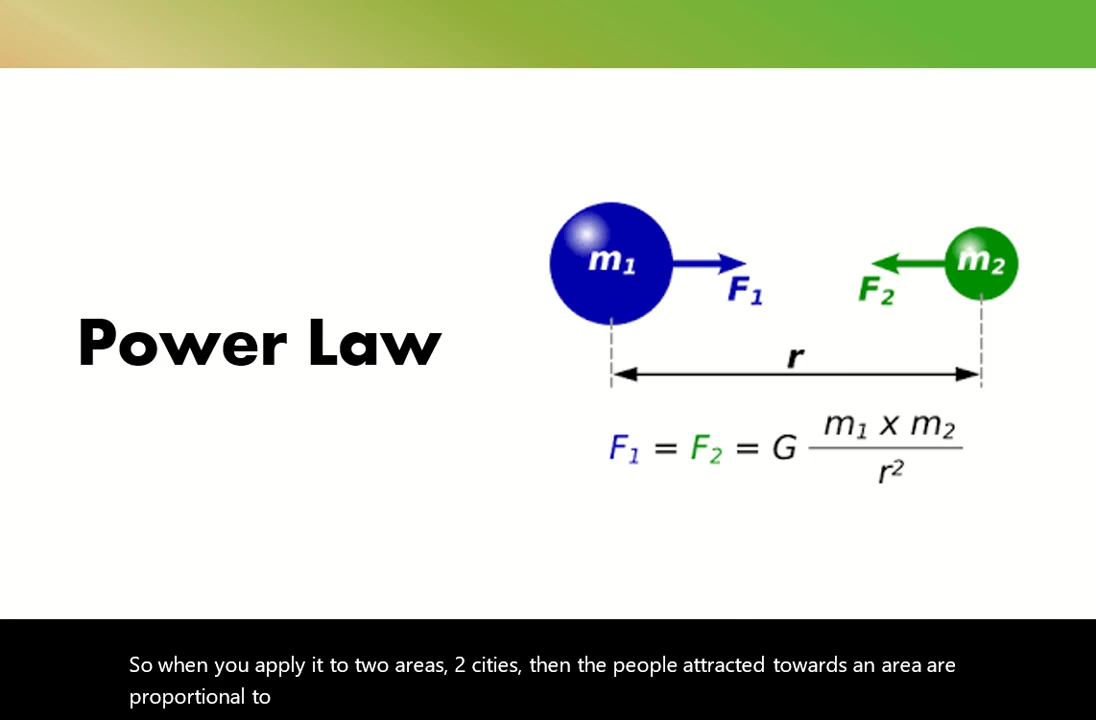 m₁
m₂
F₁
F₂
Power Law
r
F₁ = F₂ = G m₁ x m₂ / r²
So when you apply it to two areas, 2 cities, then the people attracted towards an area are
proportional to